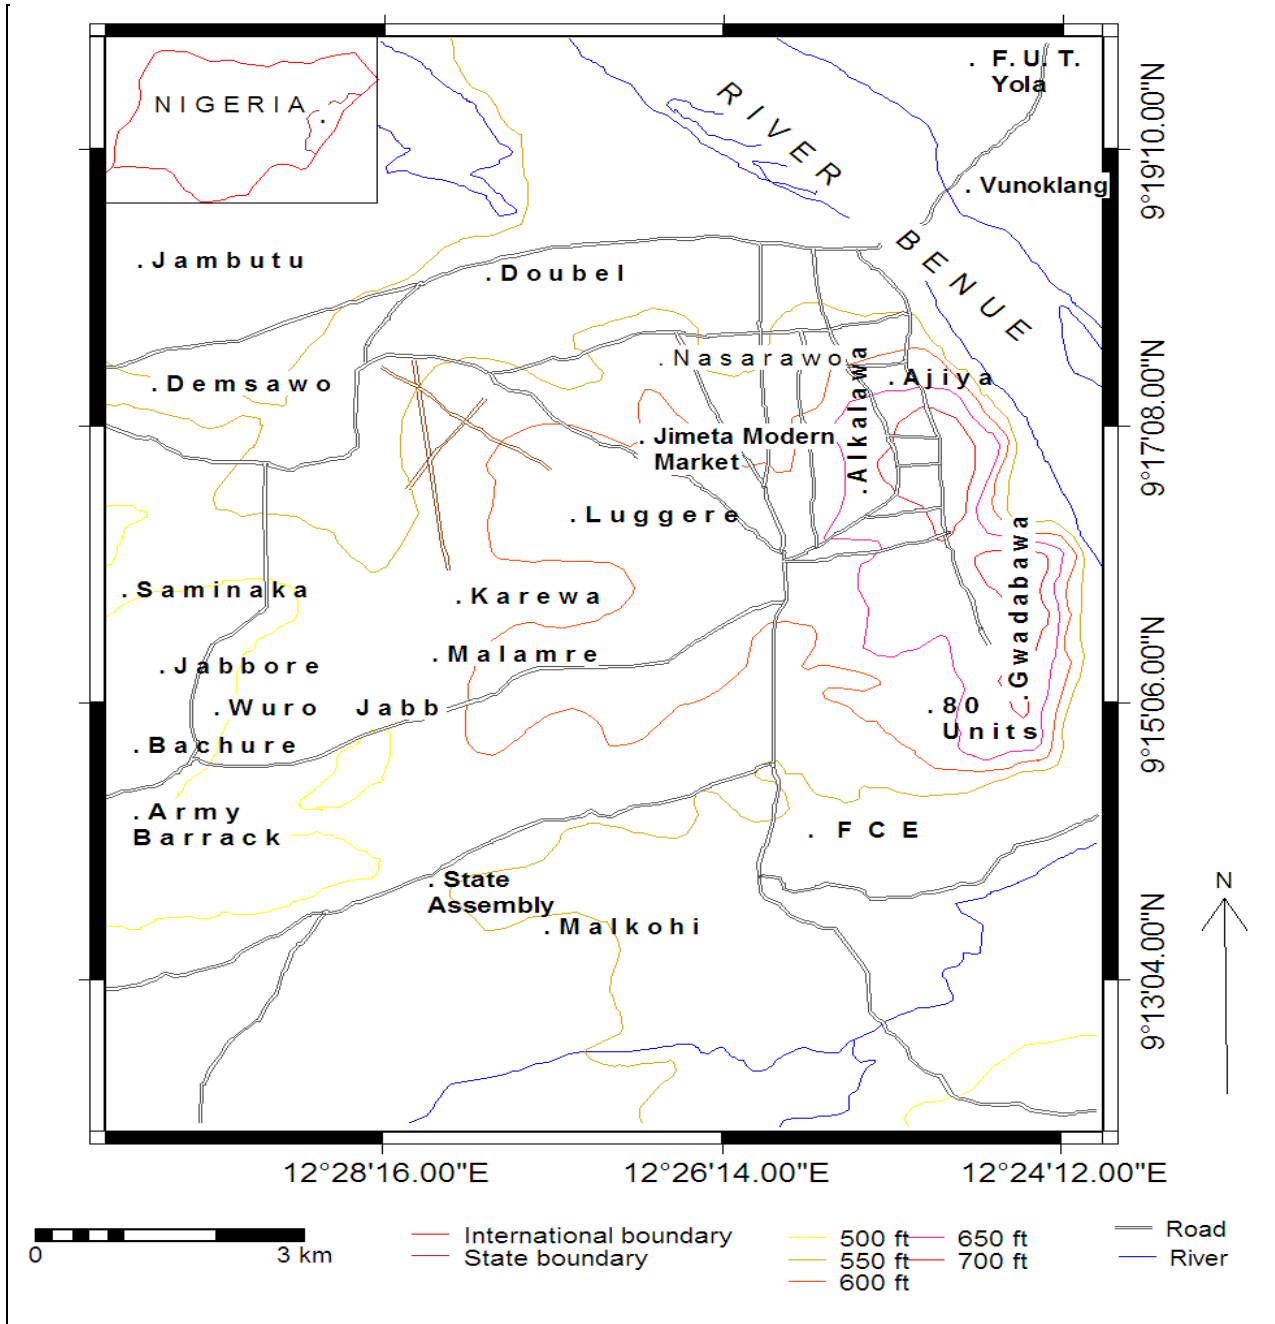 F. U. T.
Yola
NIGERIA
RIVER
Vunoklang
BENUE
Jambutu
Doubel
Nasarawo
Demsawo
Ajiya
Alkalawa
Jimeta Modern
Market
Luggere
Gwadabawa
Saminaka
Karewa
Malamre
Jabbore
Wuro Jabb
80
Units
Bachure
Army
Barrack
FCE
State
Assembly
Malkohi
9°19'10.00"N
9°17'08.00"N
9°15'06.00"N
9°13'04.00"N
N
12°28'16.00"E
12°26'14.00"E
12°24'12.00"E
0
3 km
International boundary
State boundary
500 ft
550 ft
600 ft
650 ft
700 ft
Road
River